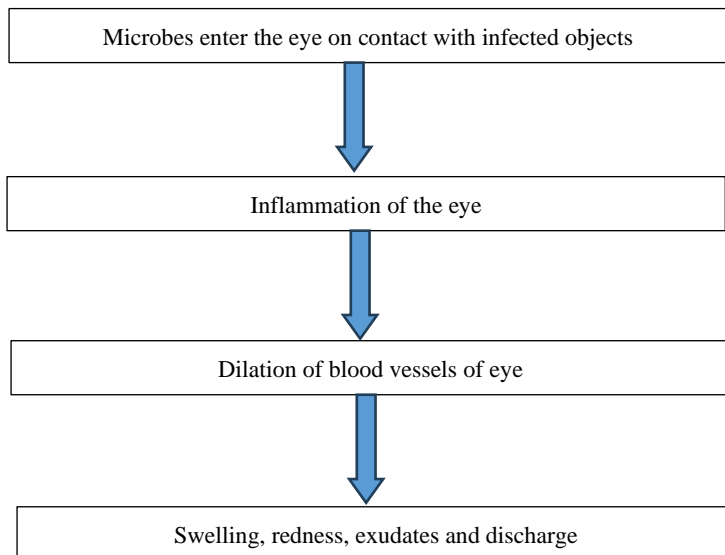 Microbes enter the eye on contact with infected objects
Inflammation of the eye
Dilation of blood vessels of eye
Swelling, redness, exudates and discharge